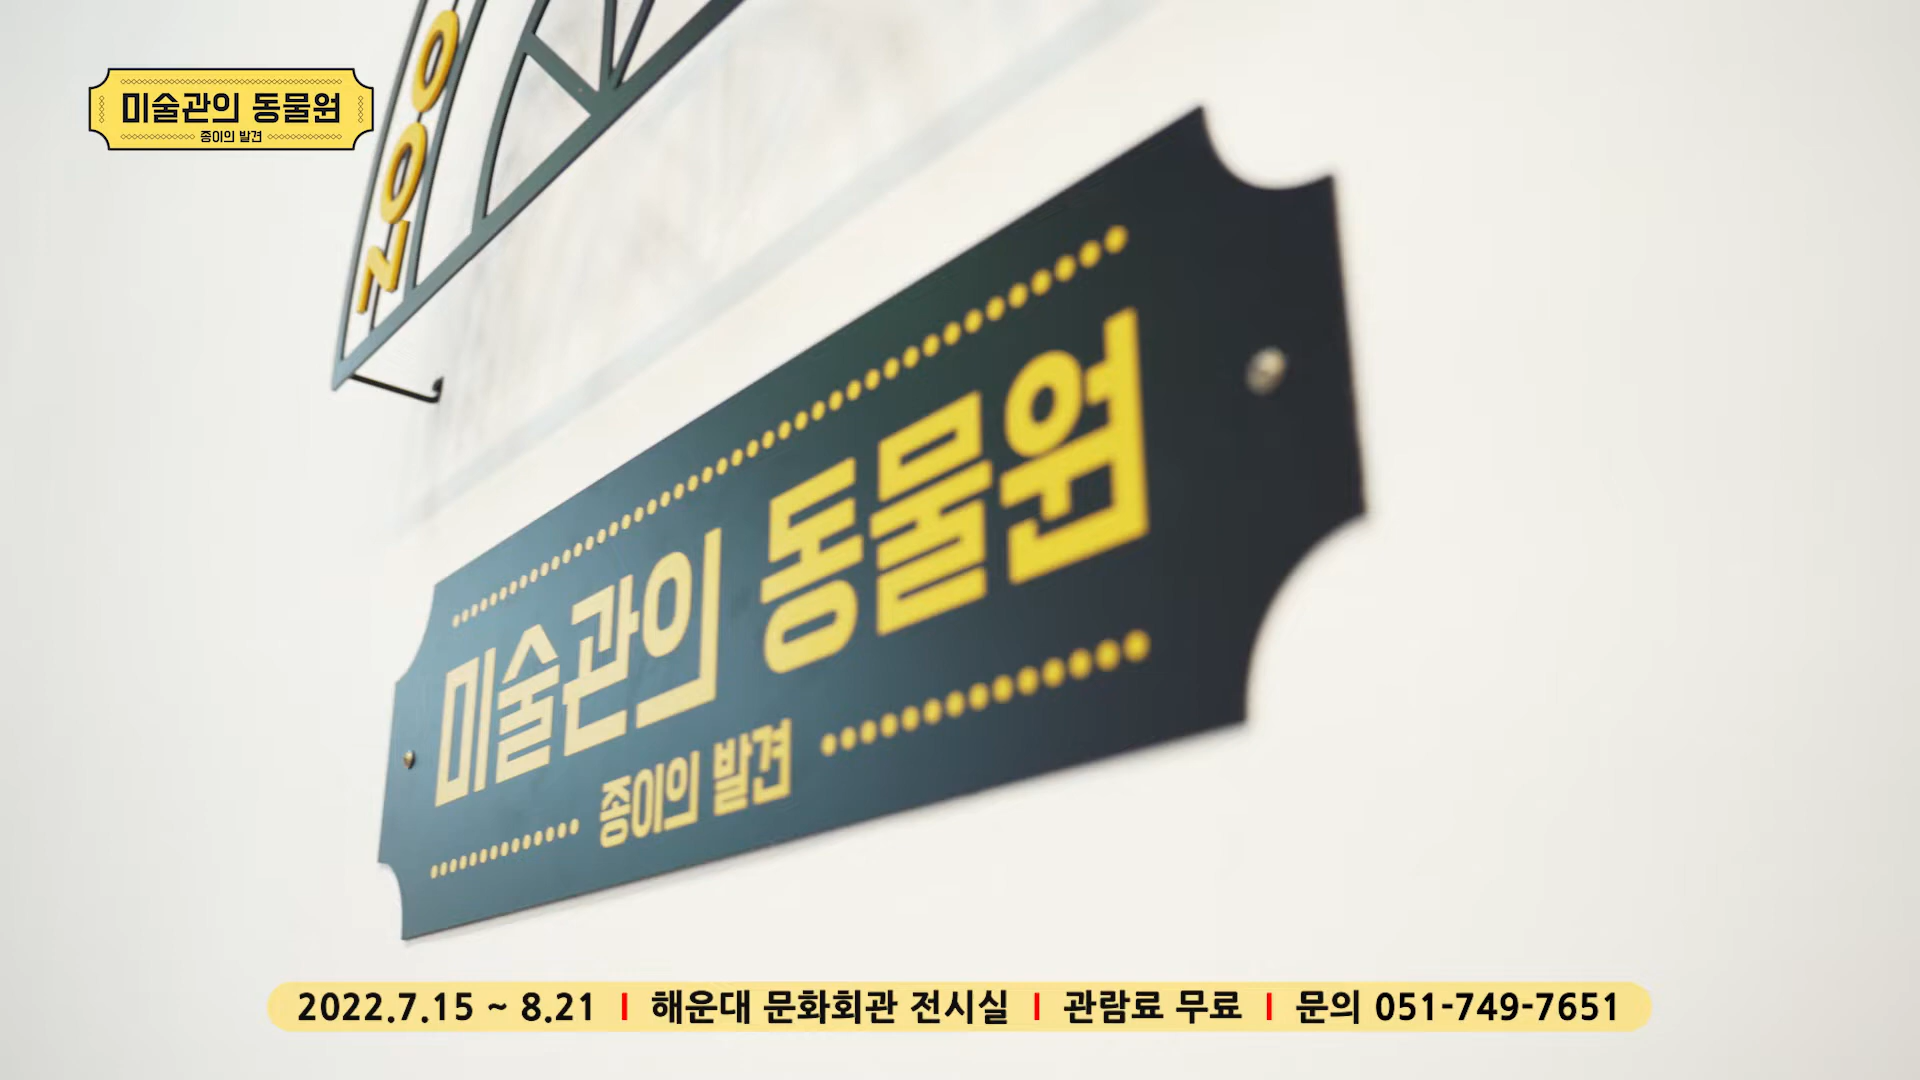 미술관의 동물원
종이의 발견
ZOO
미술관의 동물원
종이의 발견
2022.7.15 ~ 8.21 | 해운대 문화회관 전시실 | 관람료 무료 | 문의 051-749-7651